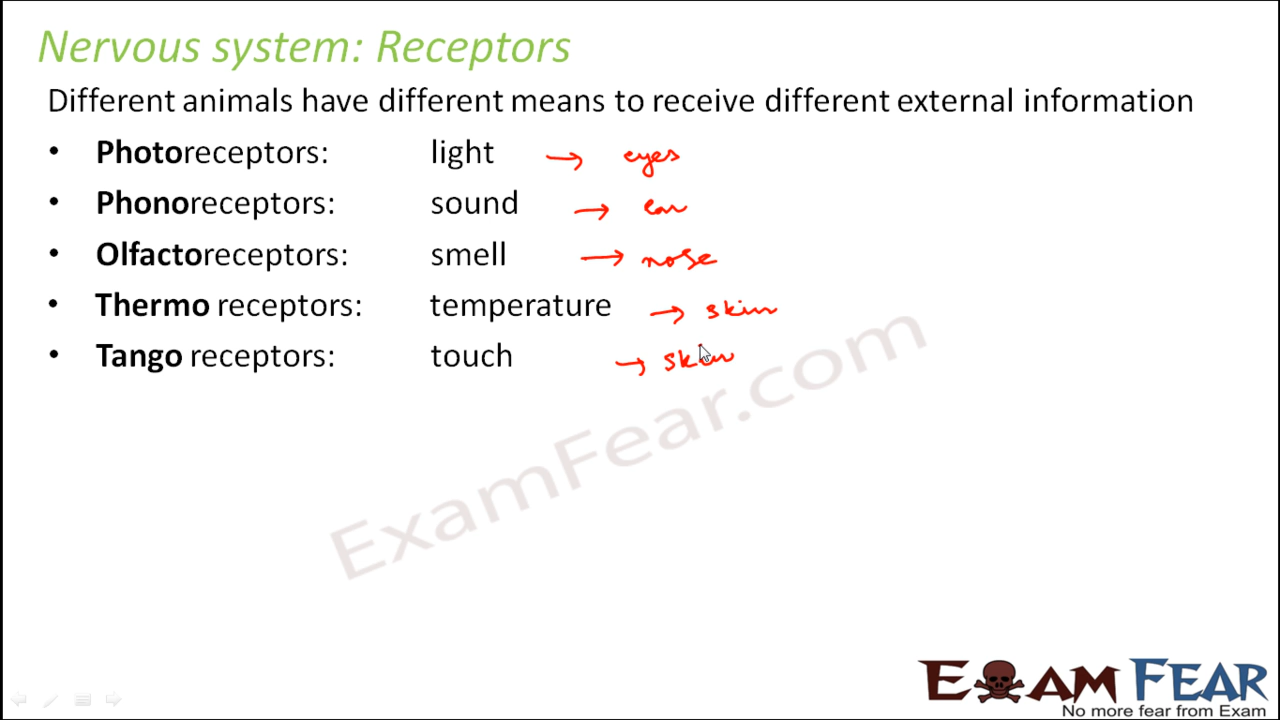 Nervous system: Receptors
Different animals have different means to receive different external information
• Photoreceptors: light → eyes
• Phonoreceptors: sound → ear
• Olfactoreceptors: smell → nose
• Thermo receptors: temperature → skin
• Tango receptors: touch → skin
ExamFear.com
EXAM FEAR
No more fear from Exam